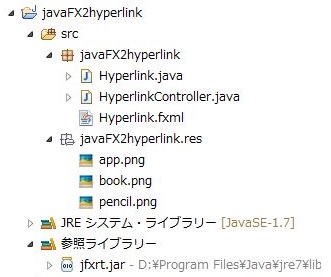 javaFX2hyperlink
src
javaFX2hyperlink
Hyperlink.java
HyperlinkController.java
Hyperlink.fxml
javaFX2hyperlink.res
app.png
book.png
pencil.png
JRE システム・ライブラリー [JavaSE-1.7]
参照ライブラリー
jfxrt.jar - D:¥Program Files¥Java¥jre7¥lib